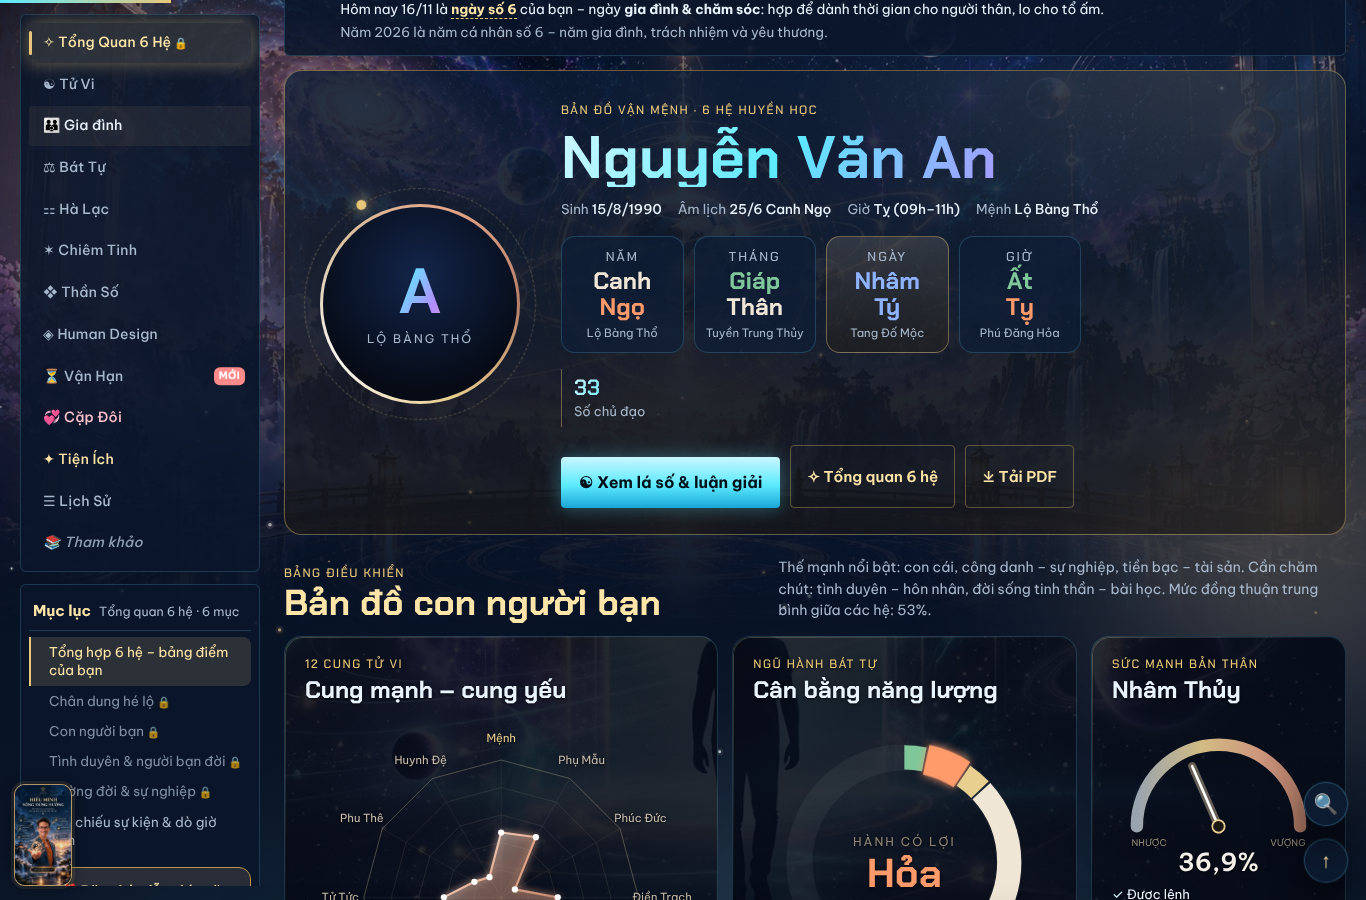 Hôm nay 16/11 là ngày số 6 của bạn – ngày gia đình & chăm sóc: hợp để dành thời gian cho người thân, lo cho tổ ấm.
Năm 2026 là năm cá nhân số 6 – năm gia đình, trách nhiệm và yêu thương.
Tổng Quan 6 Hệ
Tử Vi
Gia đình
Bát Tự
Hà Lạc
Chiêm Tinh
Thần Số
Human Design
Vận Hạn MỚI
Cặp Đôi
Tiện Ích
Lịch Sử
Tham khảo
Mục lục Tổng quan 6 hệ · 6 mục
Tổng hợp 6 hệ – bảng điểm
của bạn
Chân dung hé lộ
Con người bạn
Tình duyên & người bạn đời
đời & sự nghiệp
chiếu sự kiện & dò giờ
BẢN ĐỒ VẬN MỆNH · 6 HỆ HUYỀN HỌC
Nguyễn Văn An
Sinh 15/8/1990 Âm lịch 25/6 Canh Ngọ Giờ Tỵ (09h–11h) Mệnh Lộ Bàng Thổ
A
LỘ BÀNG THỔ
NĂM
Canh
Ngọ
Lộ Bàng Thổ
THÁNG
Giáp
Thân
Tuyền Trung Thủy
NGÀY
Nhâm
Tý
Tang Đố Mộc
GIỜ
Ất
Tỵ
Phú Đăng Hỏa
33
Số chủ đạo
Xem lá số & luận giải
Tổng quan 6 hệ
Tải PDF
BẢNG ĐIỀU KHIỂN
Bản đồ con người bạn
Thế mạnh nổi bật: con cái, công danh – sự nghiệp, tiền bạc – tài sản. Cần chăm
chút: tình duyên – hôn nhân, đời sống tinh thần – bài học. Mức đồng thuận trung
bình giữa các hệ: 53%.
12 CUNG TỬ VI
Cung mạnh – cung yếu
Mệnh
Huynh Đệ
Phụ Mẫu
Phu Thê
Phúc Đức
Tử Tức
Điền Trạch
NGŨ HÀNH BÁT TỰ
Cân bằng năng lượng
HÀNH CÓ LỢI
Hỏa
SỨC MẠNH BẢN THÂN
Nhâm Thủy
NHƯỢC
VƯỢNG
36,9%
✓ Được lệnh